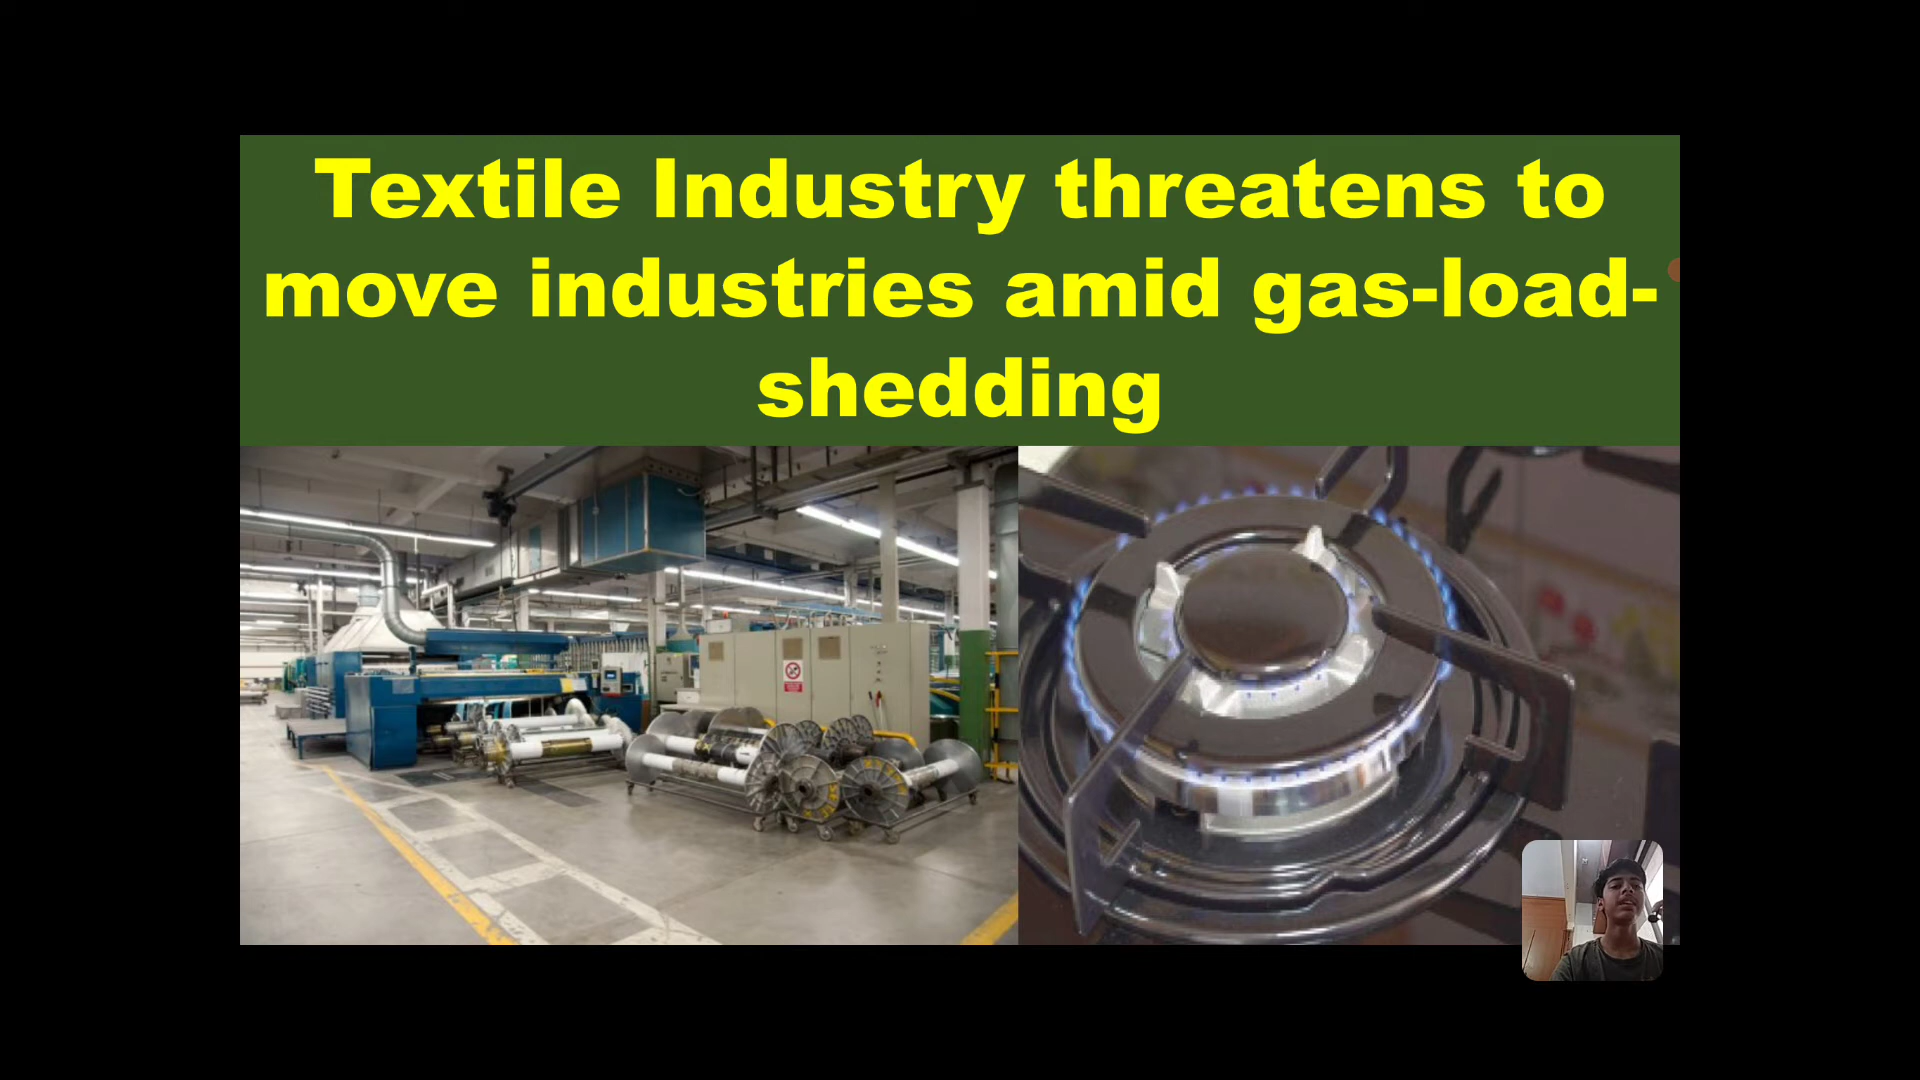 Textile Industry threatens to
move industries amid gas-load-
shedding